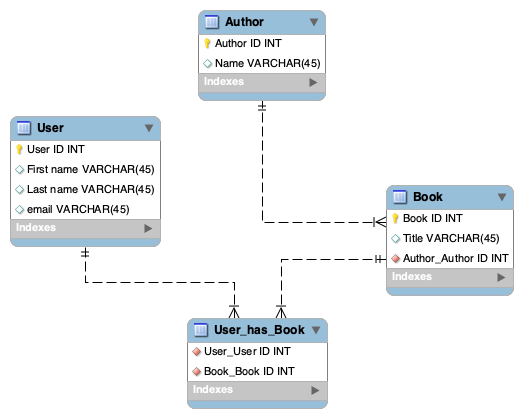 Author
Author ID INT
Name VARCHAR(45)
Indexes
User
User ID INT
First name VARCHAR(45)
Last name VARCHAR(45)
email VARCHAR(45)
Indexes
Book
Book ID INT
Title VARCHAR(45)
Author_Author ID INT
Indexes
User_has_Book
User_User ID INT
Book_Book ID INT
Indexes